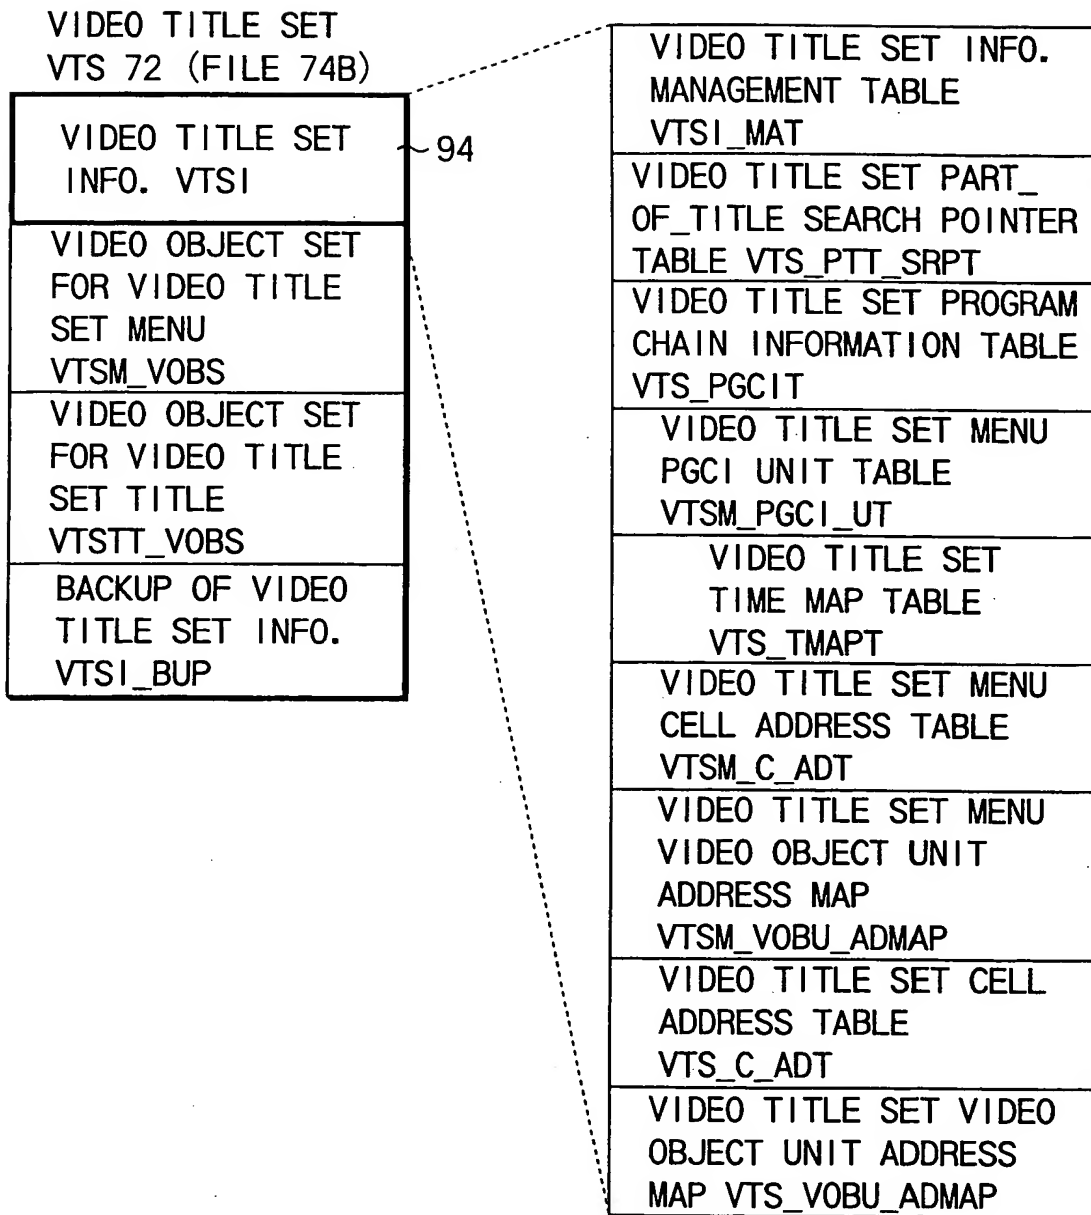 VIDEO TITLE SET
VTS 72 (FILE 74B)
VIDEO TITLE SET
INFO. VTSI
94
VIDEO OBJECT SET
FOR VIDEO TITLE
SET MENU
VTSM_VOBS
VIDEO OBJECT SET
FOR VIDEO TITLE
SET TITLE
VTSTT_VOBS
BACKUP OF VIDEO
TITLE SET INFO.
VTSI_BUP
VIDEO TITLE SET INFO.
MANAGEMENT TABLE
VTSI_MAT
VIDEO TITLE SET PART_
OF_TITLE SEARCH POINTER
TABLE VTS_PTT_SRPT
VIDEO TITLE SET PROGRAM
CHAIN INFORMATION TABLE
VTS_PGCIT
VIDEO TITLE SET MENU
PGCI UNIT TABLE
VTSM_PGCI_UT
VIDEO TITLE SET
TIME MAP TABLE
VTS_TMAPT
VIDEO TITLE SET MENU
CELL ADDRESS TABLE
VTSM_C_ADT
VIDEO TITLE SET MENU
VIDEO OBJECT UNIT
ADDRESS MAP
VTSM_VOBU_ADMAP
VIDEO TITLE SET CELL
ADDRESS TABLE
VTS_C_ADT
VIDEO TITLE SET VIDEO
OBJECT UNIT ADDRESS
MAP VTS_VOBU_ADMAP